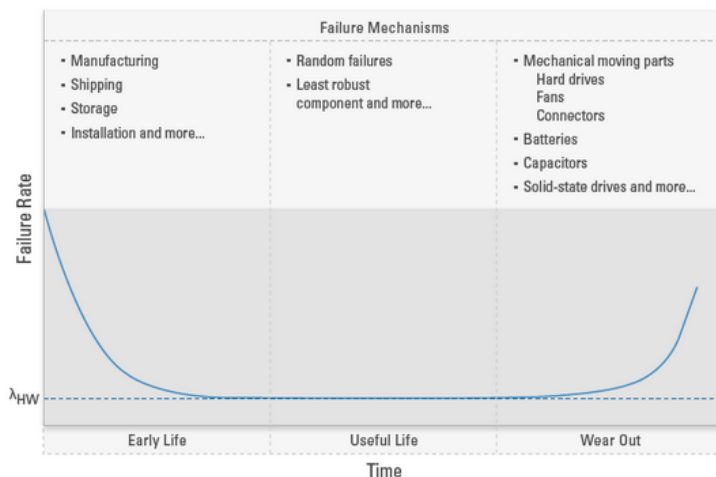 Failure Mechanisms
▪ Manufacturing
▪ Shipping
▪ Storage
▪ Installation and more...
▪ Random failures
▪ Least robust
component and more...
▪ Mechanical moving parts
Hard drives
Fans
Connectors
▪ Batteries
▪ Capacitors
▪ Solid-state drives and more...
Failure Rate
λHW
Early Life
Useful Life
Wear Out
Time